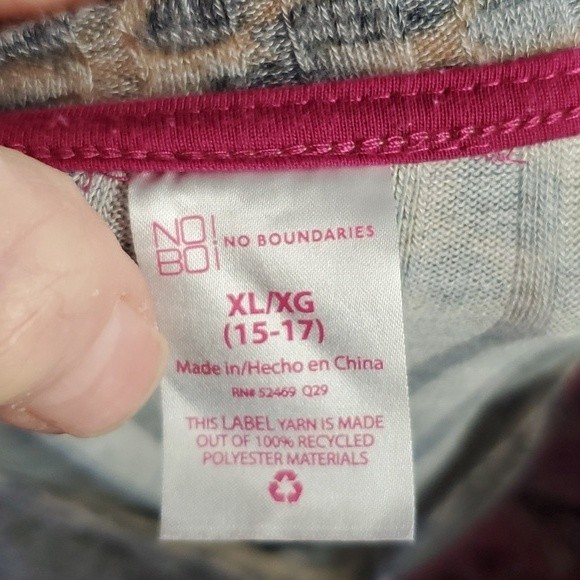 NO!
BO!
NO BOUNDARIES
XL/XG
(15-17)
Made in/Hecho en China
RN# 52469 Q29
THIS LABEL YARN IS MADE
OUT OF 100% RECYCLED
POLYESTER MATERIALS